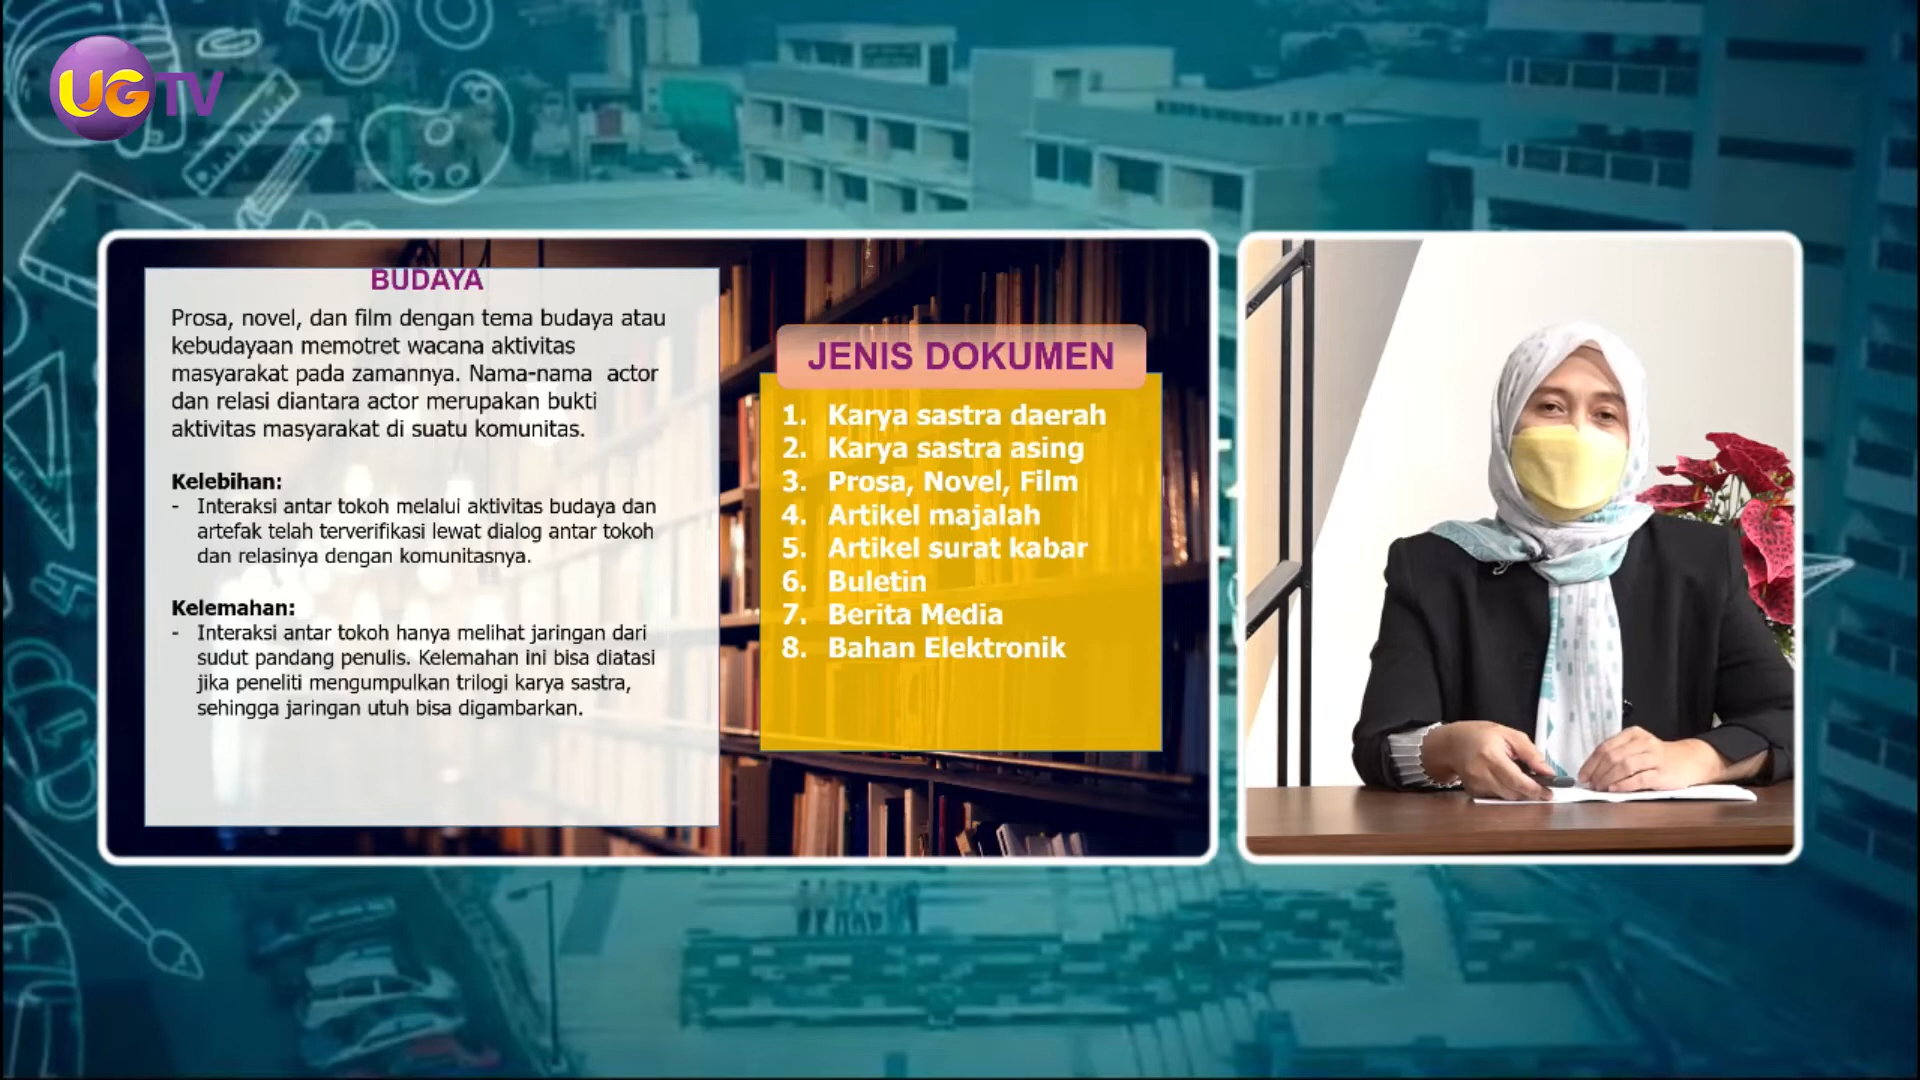 UGTV
BUDAYA
Prosa, novel, dan film dengan tema budaya atau
kebudayaan memotret wacana aktivitas
masyarakat pada zamannya. Nama-nama actor
dan relasi diantara actor merupakan bukti
aktivitas masyarakat di suatu komunitas.
Kelebihan:
- Interaksi antar tokoh melalui aktivitas budaya dan
artefak telah terverifikasi lewat dialog antar tokoh
dan relasinya dengan komunitasnya.
Kelemahan:
- Interaksi antar tokoh hanya melihat jaringan dari
sudut pandang penulis. Kelemahan ini bisa diatasi
jika peneliti mengumpulkan trilogi karya sastra,
sehingga jaringan utuh bisa digambarkan.
JENIS DOKUMEN
1. Karya sastra daerah
2. Karya sastra asing
3. Prosa, Novel, Film
4. Artikel majalah
5. Artikel surat kabar
6. Buletin
7. Berita Media
8. Bahan Elektronik